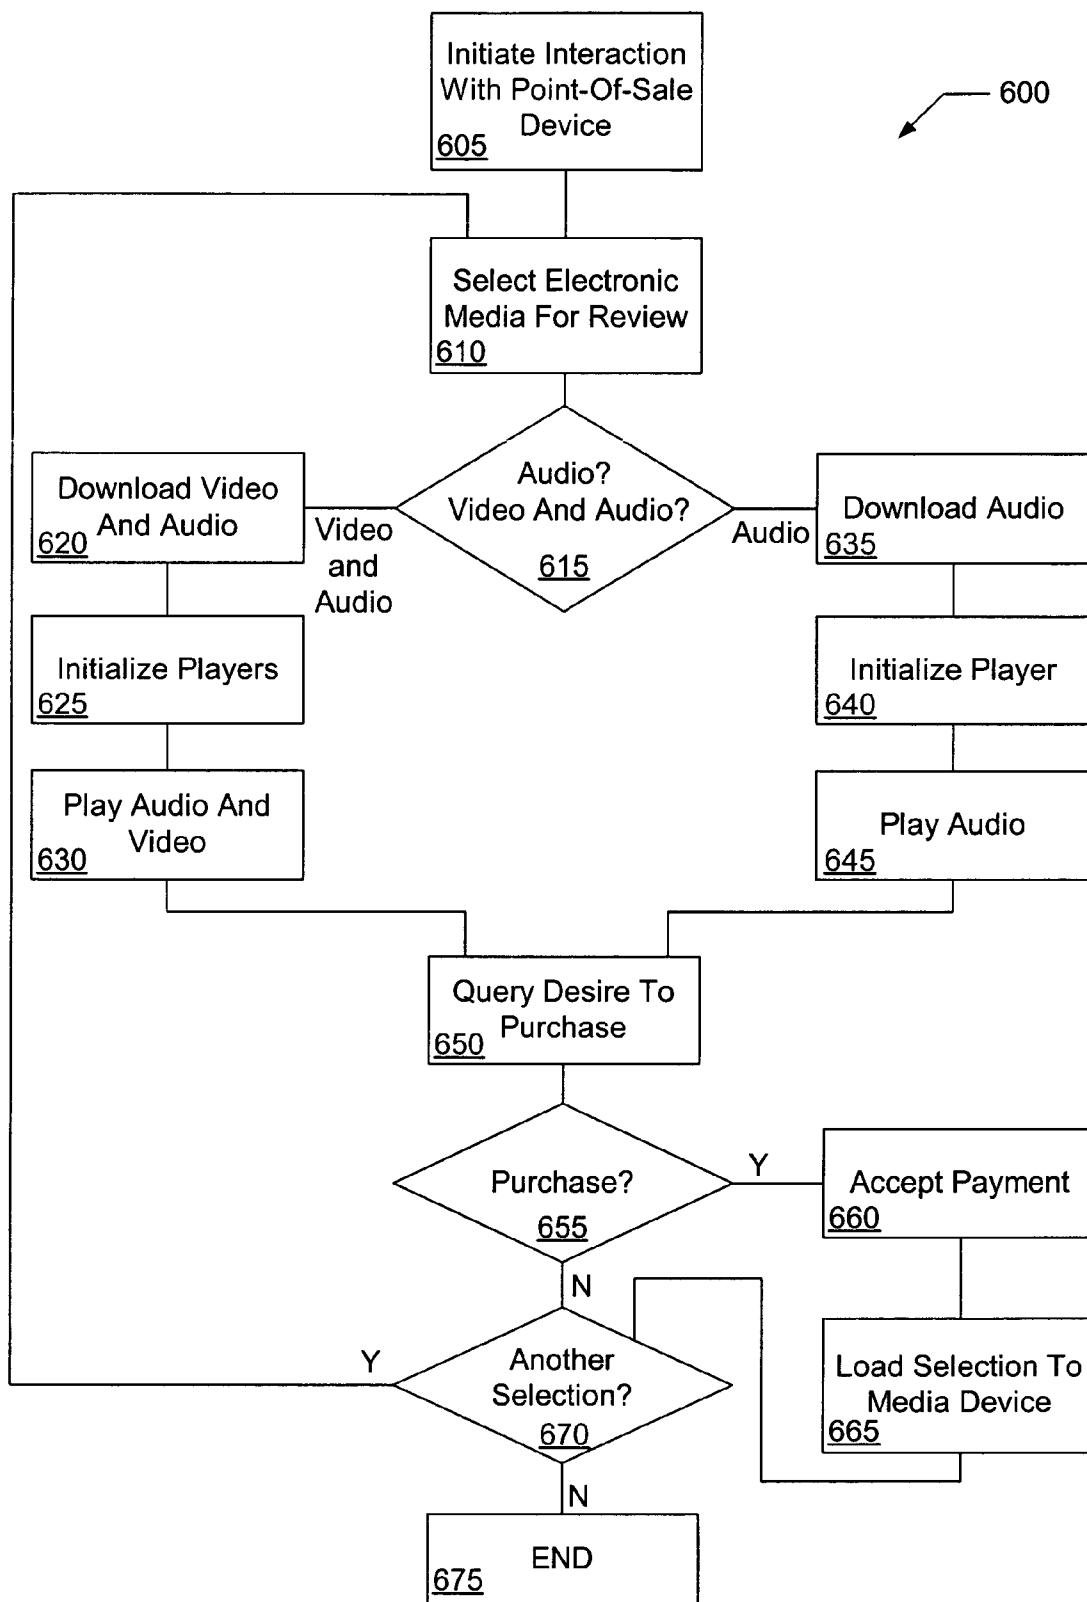 Initiate Interaction
With Point-Of-Sale
Device
605
600
Select Electronic
Media For Review
610
Audio?
Video And Audio?
615
Download Video
And Audio
620
Video
and
Audio
Audio
Download Audio
635
Initialize Players
625
Initialize Player
640
Play Audio And
Video
630
Play Audio
645
Query Desire To
Purchase
650
Purchase?
655
Y
Accept Payment
660
N
Another
Selection?
670
Y
Load Selection To
Media Device
665
N
END
675